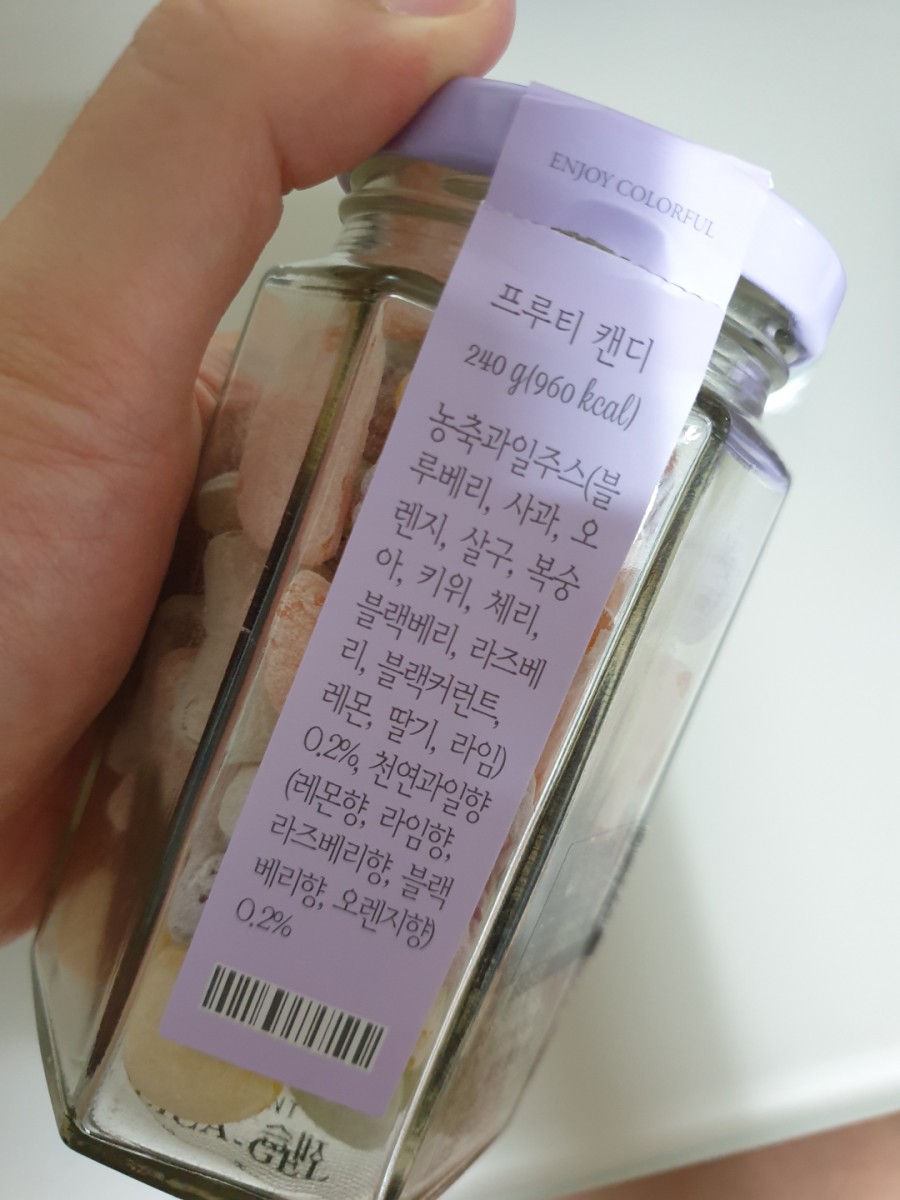 ENJOY COLORFUL
프루티 캔디
240 g(960 kcal)
농축과일주스(블
루베리, 사과, 오
렌지, 살구, 복숭
아, 키위, 체리,
블랙베리, 라즈베
리, 블랙커런트,
레몬, 딸기, 라임)
0.2%, 천연과일향
(레몬향, 라임향,
라즈베리향, 블랙
베리향, 오렌지향)
0.2%
GEL